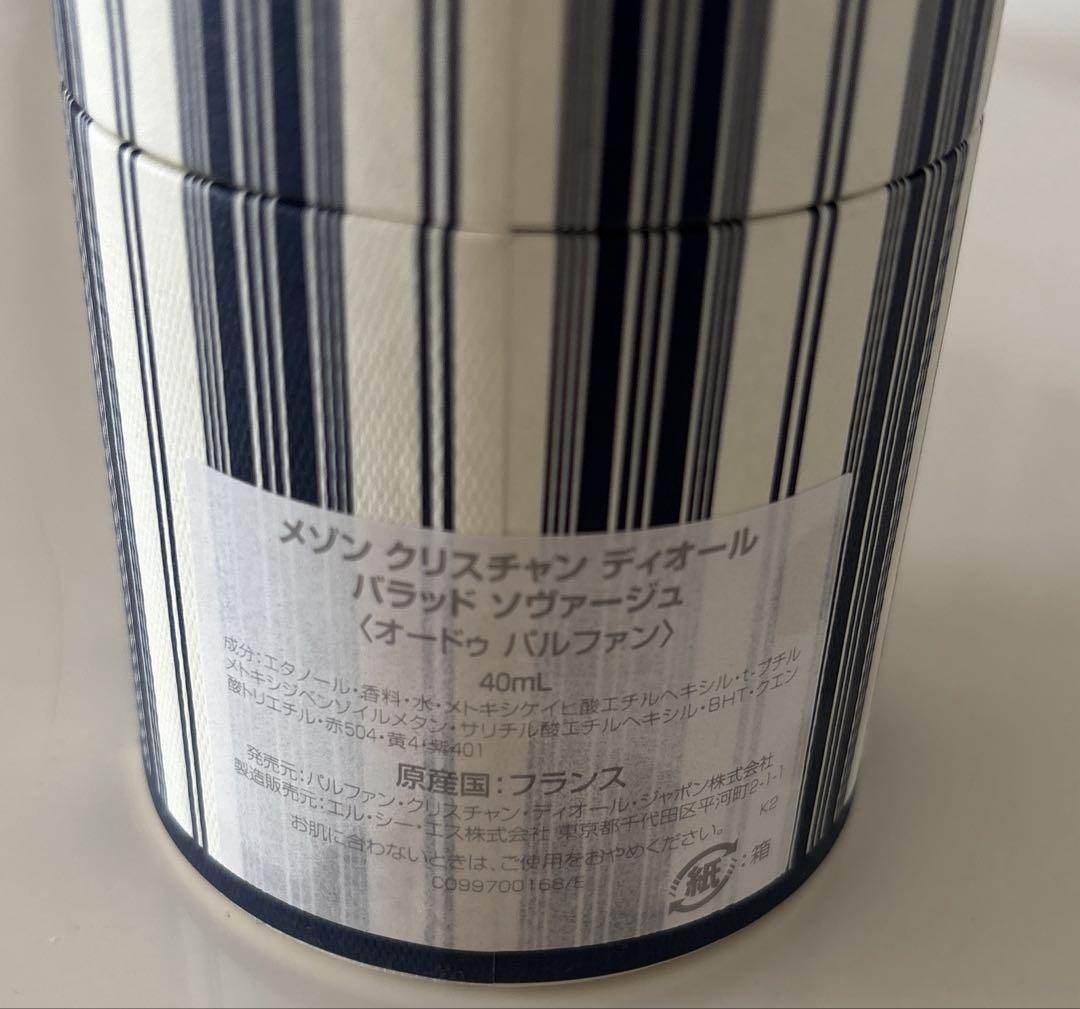 メゾン クリスチャン ディオール
バラッド ソヴァージュ
〈オードゥ パルファン〉
40mL
成分：エタノール・香料・水・メトキシケイヒ酸エチルヘキシル・t-ブチル
メトキシジベンゾイルメタン・サリチル酸エチルヘキシル・BHT・クエン
酸トリエチル・赤504・黄4・紫401
原産国：フランス
発売元：パルファン・クリスチャン・ディオール・ジャポン株式会社
製造販売元：エル・シー・エス株式会社 東京都千代田区平河町2-1-1
お肌に合わないときは、ご使用をおやめください。
K2
C099700168/E
紙：箱